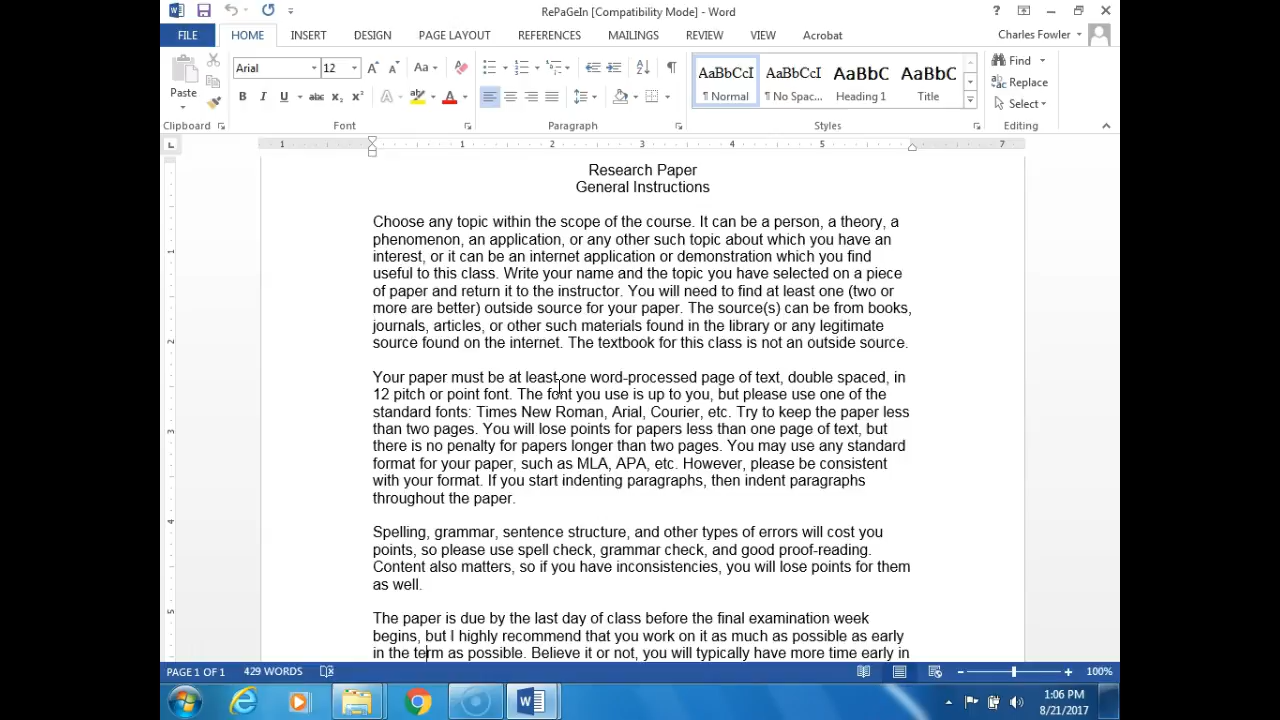 RePaGeIn [Compatibility Mode] - Word
FILE HOME INSERT DESIGN PAGE LAYOUT REFERENCES MAILINGS REVIEW VIEW Acrobat
Charles Fowler
Paste
Arial 12
AaBbCcI AaBbCcI AaBbC AaBbC
¶ Normal ¶ No Spac... Heading 1 Title
Find
Replace
Select
Clipboard Font Paragraph Styles Editing
1 1 2 3 4 5 7
Research Paper
General Instructions
Choose any topic within the scope of the course. It can be a person, a theory, a
phenomenon, an application, or any other such topic about which you have an
interest, or it can be an internet application or demonstration which you find
useful to this class. Write your name and the topic you have selected on a piece
of paper and return it to the instructor. You will need to find at least one (two or
more are better) outside source for your paper. The source(s) can be from books,
journals, articles, or other such materials found in the library or any legitimate
source found on the internet. The textbook for this class is not an outside source.
Your paper must be at least one word-processed page of text, double spaced, in
12 pitch or point font. The font you use is up to you, but please use one of the
standard fonts: Times New Roman, Arial, Courier, etc. Try to keep the paper less
than two pages. You will lose points for papers less than one page of text, but
there is no penalty for papers longer than two pages. You may use any standard
format for your paper, such as MLA, APA, etc. However, please be consistent
with your format. If you start indenting paragraphs, then indent paragraphs
throughout the paper.
Spelling, grammar, sentence structure, and other types of errors will cost you
points, so please use spell check, grammar check, and good proof-reading.
Content also matters, so if you have inconsistencies, you will lose points for them
as well.
The paper is due by the last day of class before the final examination week
begins, but I highly recommend that you work on it as much as possible as early
in the term as possible. Believe it or not, you will typically have more time early in
PAGE 1 OF 1 429 WORDS 100%
1:06 PM
8/21/2017